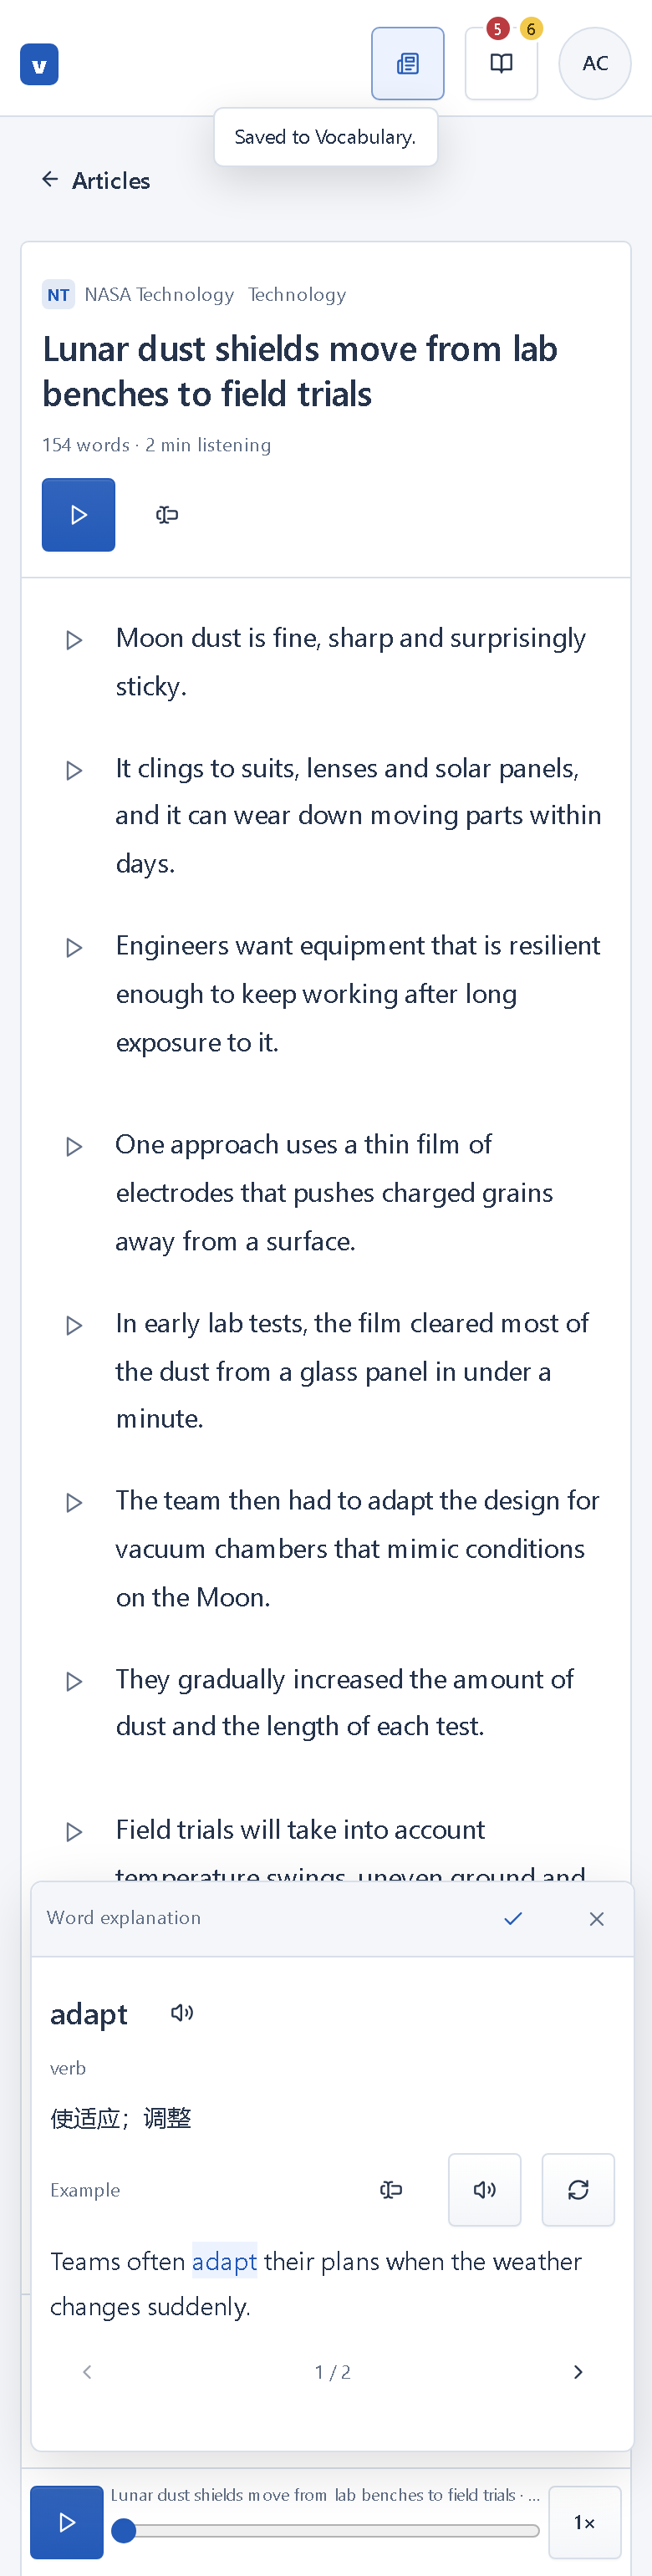 v
5
6
AC
Saved to Vocabulary.
Articles
NT NASA Technology Technology
Lunar dust shields move from lab
benches to field trials
154 words · 2 min listening
Moon dust is fine, sharp and surprisingly
sticky.
It clings to suits, lenses and solar panels,
and it can wear down moving parts within
days.
Engineers want equipment that is resilient
enough to keep working after long
exposure to it.
One approach uses a thin film of
electrodes that pushes charged grains
away from a surface.
In early lab tests, the film cleared most of
the dust from a glass panel in under a
minute.
The team then had to adapt the design for
vacuum chambers that mimic conditions
on the Moon.
They gradually increased the amount of
dust and the length of each test.
Field trials will take into account
temperature swings, uneven ground and
Word explanation
adapt
verb
使适应；调整
Example
Teams often adapt their plans when the weather
changes suddenly.
1 / 2
Lunar dust shields move from lab benches to field trials · ...
1×